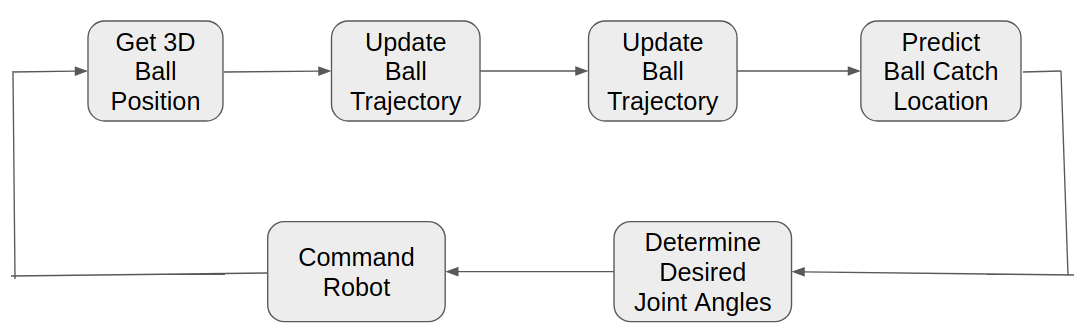 Get 3D
Ball
Position
Update
Ball
Trajectory
Update
Ball
Trajectory
Predict
Ball Catch
Location
Command
Robot
Determine
Desired
Joint Angles